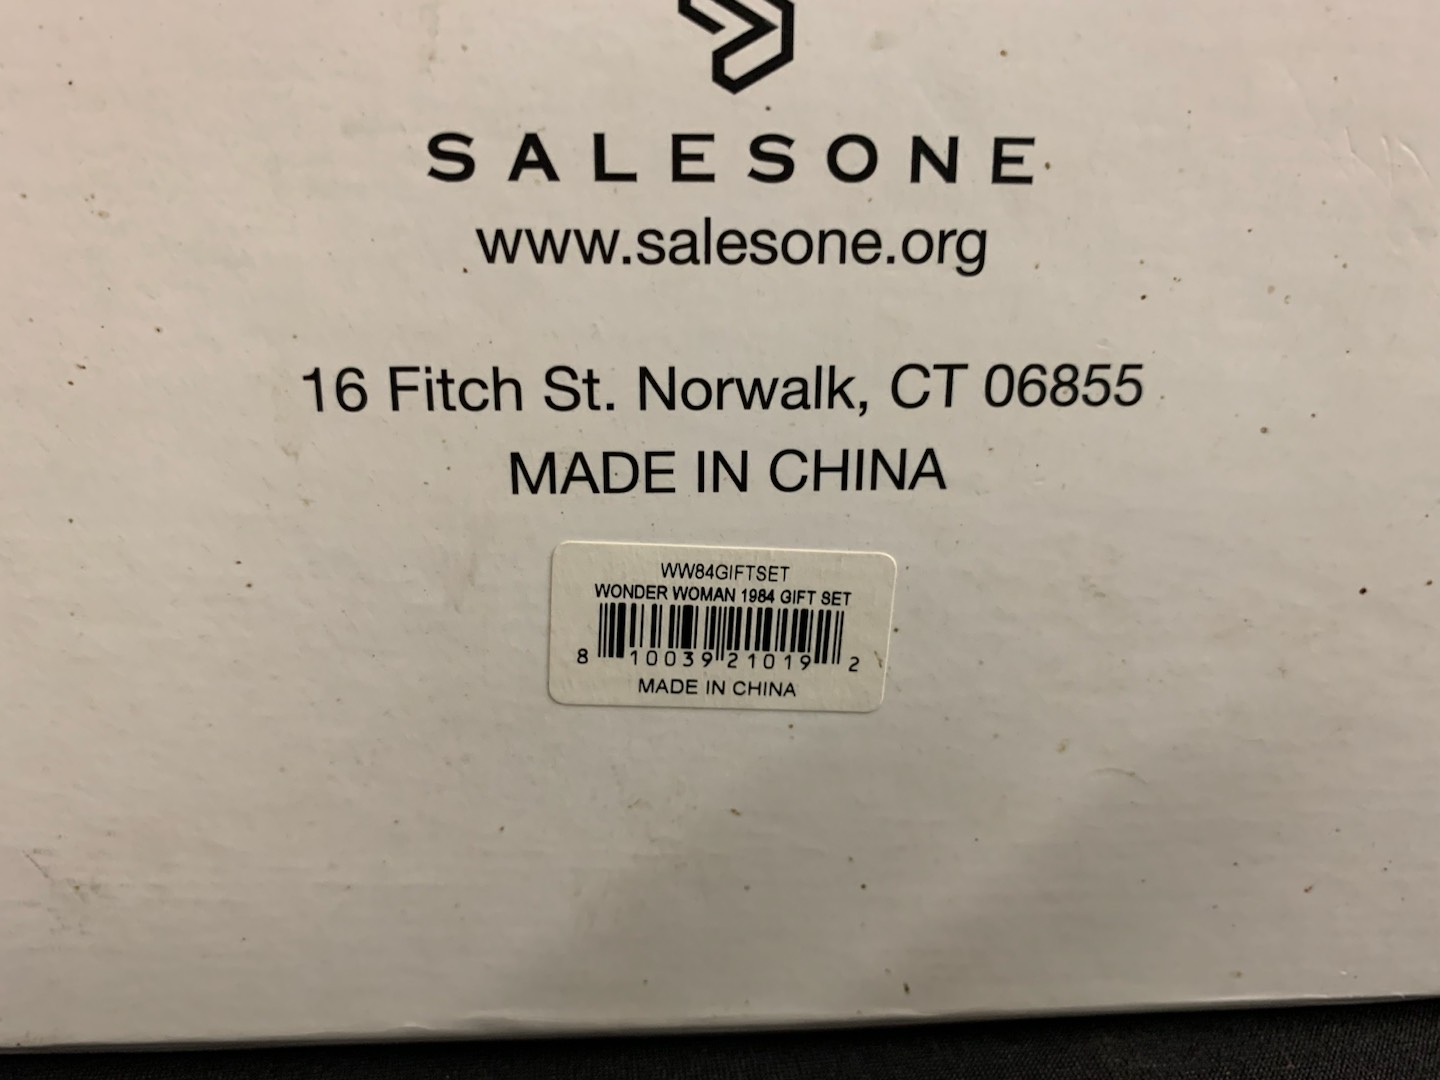 SALESONE
www.salesone.org
16 Fitch St. Norwalk, CT 06855
MADE IN CHINA
WW84GIFTSET
WONDER WOMAN 1984 GIFT SET
8 10039 21019 2
MADE IN CHINA